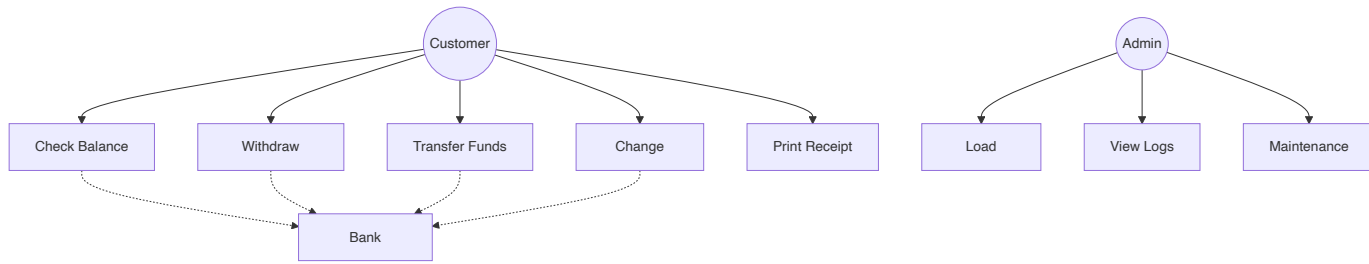 Customer
Admin
Check Balance
Withdraw
Transfer Funds
Change
Print Receipt
Load
View Logs
Maintenance
Bank